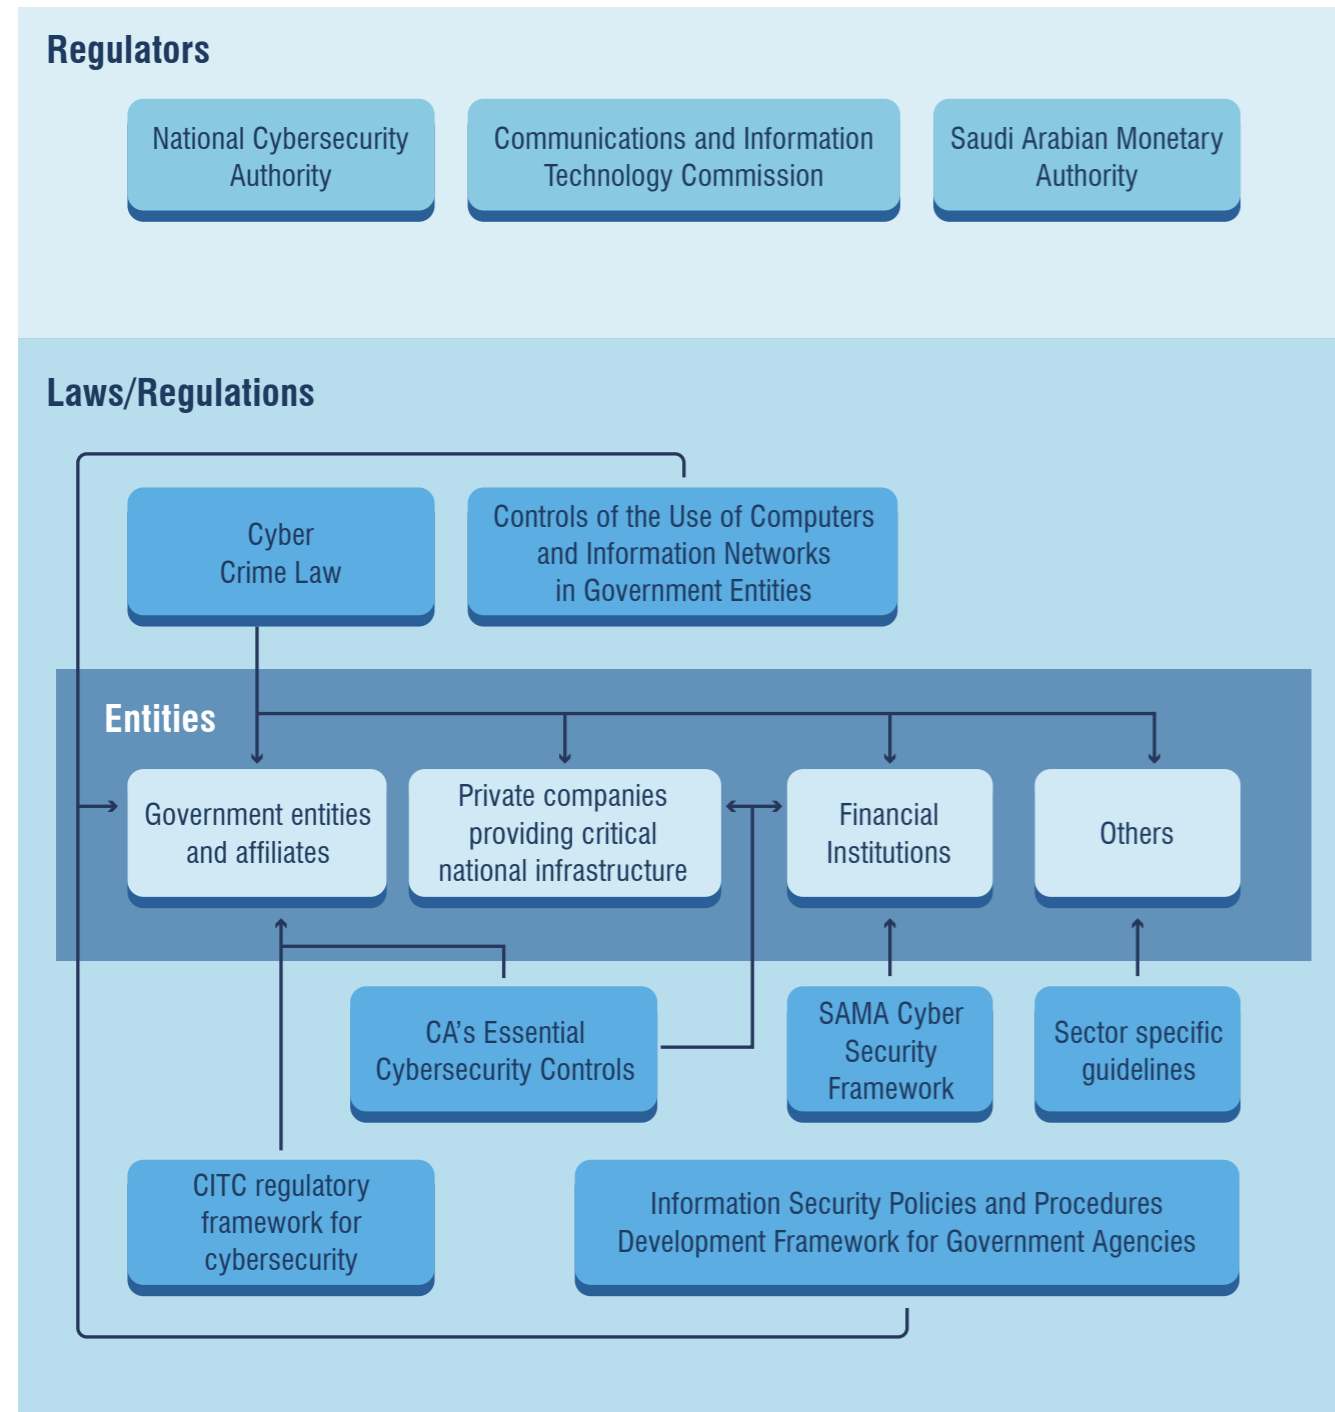 Regulators
National Cybersecurity
Authority
Communications and Information
Technology Commission
Saudi Arabian Monetary
Authority
Laws/Regulations
Cyber
Crime Law
Controls of the Use of Computers
and Information Networks
in Government Entities
Entities
Government entities
and affiliates
Private companies
providing critical
national infrastructure
Financial
Institutions
Others
CA’s Essential
Cybersecurity Controls
SAMA Cyber
Security
Framework
Sector specific
guidelines
CITC regulatory
framework for
cybersecurity
Information Security Policies and Procedures
Development Framework for Government Agencies